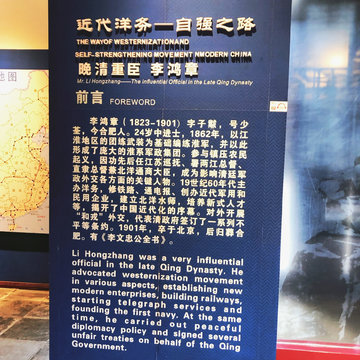 近代洋务—自强之路
THE WAYOF WESTERNIZATIONAND
SELF-STRENGTHENING MOVEMENT NMODERN CHINA
晚清重臣 李鸿章
Mr. Li Hongzhang——The influential Official in the Late Qing Dynasty
前言 FOREWORD
李鸿章（1823-1901）字子黻，号少
荃，今合肥人。24岁中进士，1862年，以江
淮地区的团练武装为基础编练淮军，并以此
形成了庞大的淮系军政集团。参与镇压农民
起义，因功先后任江苏巡抚、署两江总督、
直隶总督兼北洋通商大臣，成为影响清廷军
政外交各方面的关键人物。19世纪60年代主
办洋务，修铁路、通电报、创办近代军用和
民用企业，建立北洋水师，培养新式人才
等，揭开了中国近代化的序幕。对外开展
“和戎”外交，代表清政府签订了一系列不
平等条约。1901年，卒于北京，后归葬合
肥。有《李文忠公全书》。
Li Hongzhang was a very influential
official in the late Qing Dynasty. He
advocated westernization movement
in various aspects, establishing new
modern enterprises, building railways,
starting telegraph services and
founding the first navy. At the same
time, he carried out peaceful
diplomacy policy and signed several
unfair treaties on behalf of the Qing
Government.
地图